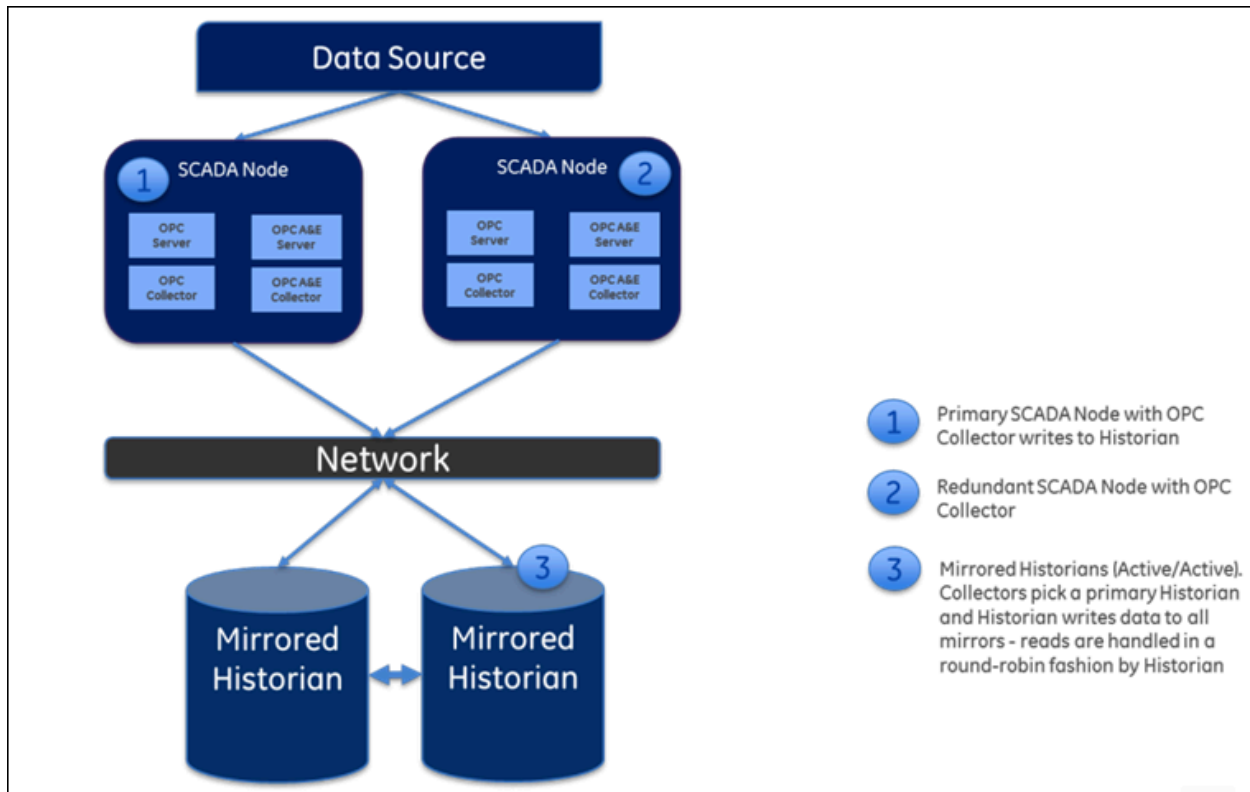 Data Source
1
SCADA Node
OPC
Server
OPC A&E
Server
OPC
Collector
OPC A&E
Collector
SCADA Node
2
OPC
Server
OPC A&E
Server
OPC
Collector
OPC A&E
Collector
Network
3
Mirrored
Historian
Mirrored
Historian
1
Primary SCADA Node with OPC
Collector writes to Historian
2
Redundant SCADA Node with OPC
Collector
3
Mirrored Historians (Active/Active).
Collectors pick a primary Historian
and Historian writes data to all
mirrors - reads are handled in a
round-robin fashion by Historian